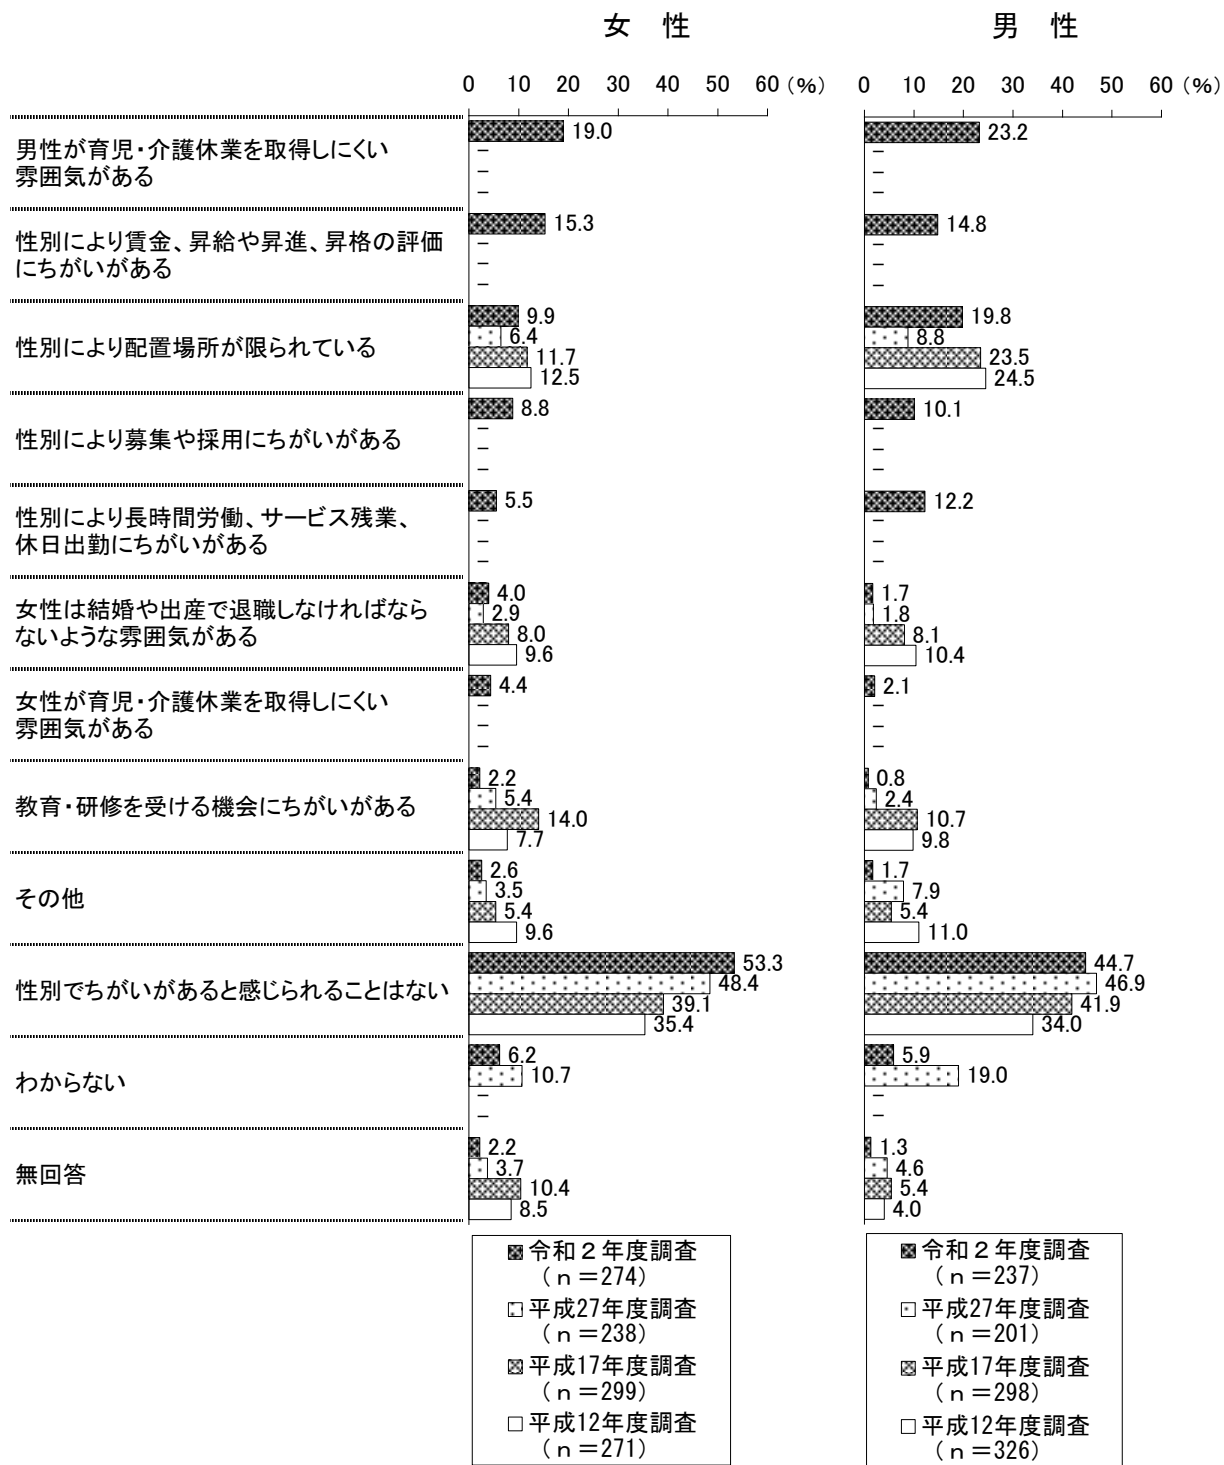 女　性
男　性
0 10 20 30 40 50 60 (%)
0 10 20 30 40 50 60 (%)
男性が育児・介護休業を取得しにくい
雰囲気がある
19.0
－
－
－
23.2
－
－
－
性別により賃金、昇給や昇進、昇格の評価
にちがいがある
15.3
－
－
－
14.8
－
－
－
性別により配置場所が限られている
9.9
6.4
11.7
12.5
19.8
8.8
23.5
24.5
性別により募集や採用にちがいがある
8.8
－
－
－
10.1
－
－
－
性別により長時間労働、サービス残業、
休日出勤にちがいがある
5.5
－
－
－
12.2
－
－
－
女性は結婚や出産で退職しなければなら
ないような雰囲気がある
4.0
2.9
8.0
9.6
1.7
1.8
8.1
10.4
女性が育児・介護休業を取得しにくい
雰囲気がある
4.4
－
－
－
2.1
－
－
－
教育・研修を受ける機会にちがいがある
2.2
5.4
14.0
7.7
0.8
2.4
10.7
9.8
その他
2.6
3.5
5.4
9.6
1.7
7.9
5.4
11.0
性別でちがいがあると感じられることはない
53.3
48.4
39.1
35.4
44.7
46.9
41.9
34.0
わからない
6.2
10.7
－
－
5.9
19.0
－
－
無回答
2.2
3.7
10.4
8.5
1.3
4.6
5.4
4.0
令和２年度調査
（ｎ＝274）
平成27年度調査
（ｎ＝238）
平成17年度調査
（ｎ＝299）
平成12年度調査
（ｎ＝271）
令和２年度調査
（ｎ＝237）
平成27年度調査
（ｎ＝201）
平成17年度調査
（ｎ＝298）
平成12年度調査
（ｎ＝326）